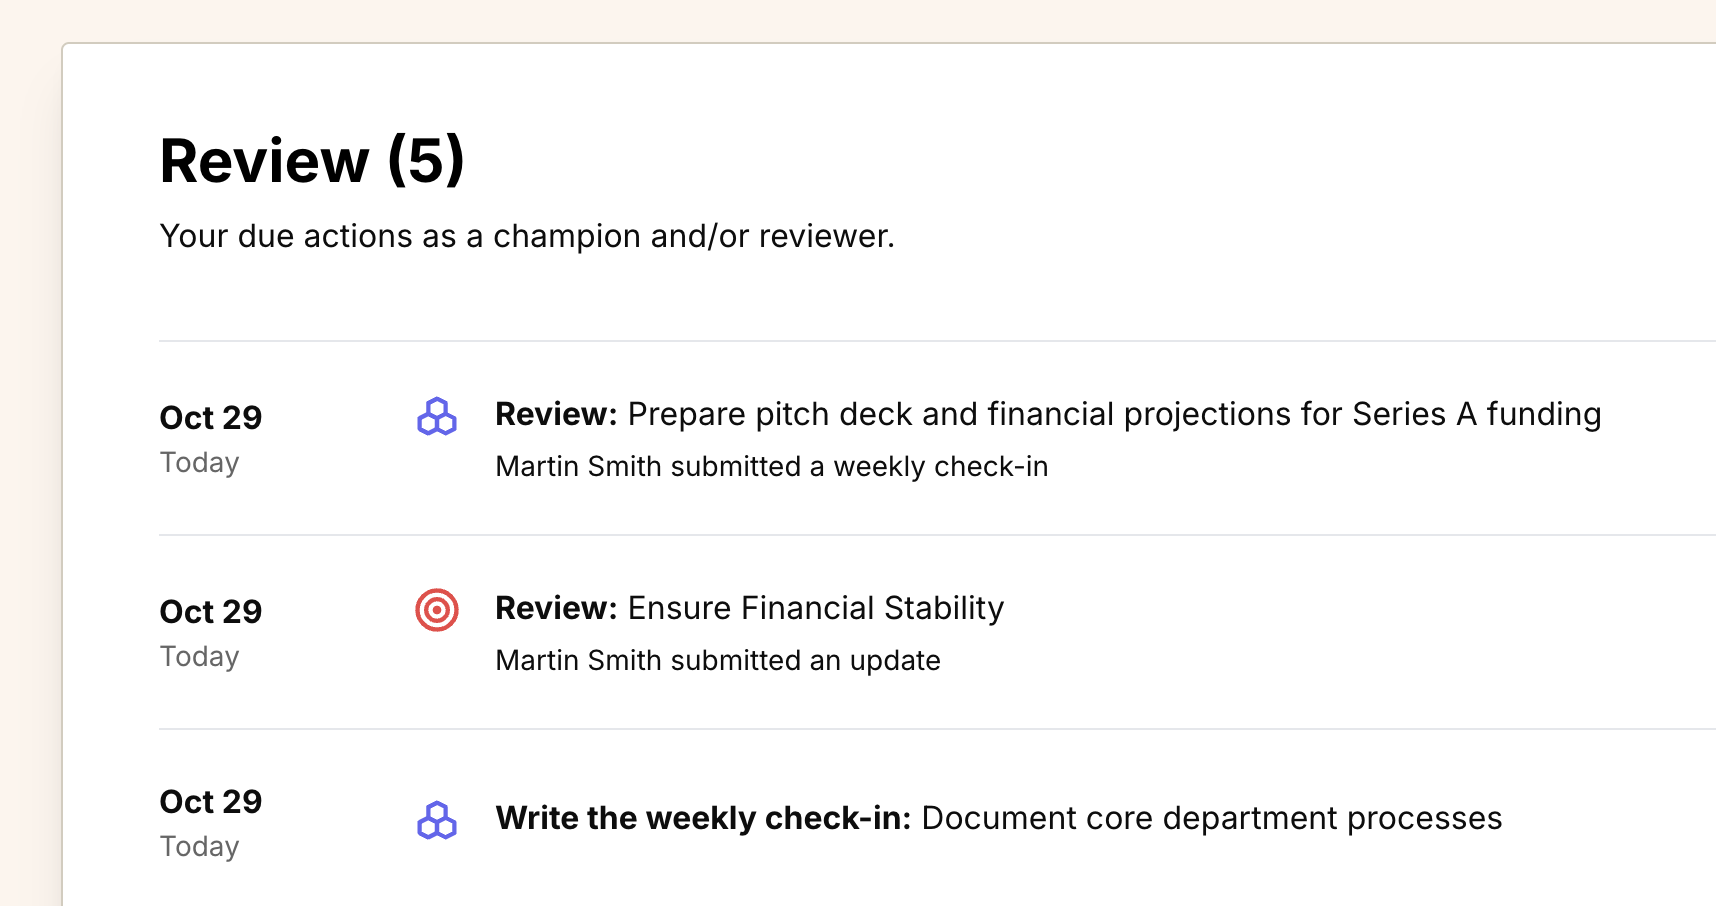 Review (5)
Your due actions as a champion and/or reviewer.
Oct 29
Today
Review: Prepare pitch deck and financial projections for Series A funding
Martin Smith submitted a weekly check-in
Oct 29
Today
Review: Ensure Financial Stability
Martin Smith submitted an update
Oct 29
Today
Write the weekly check-in: Document core department processes